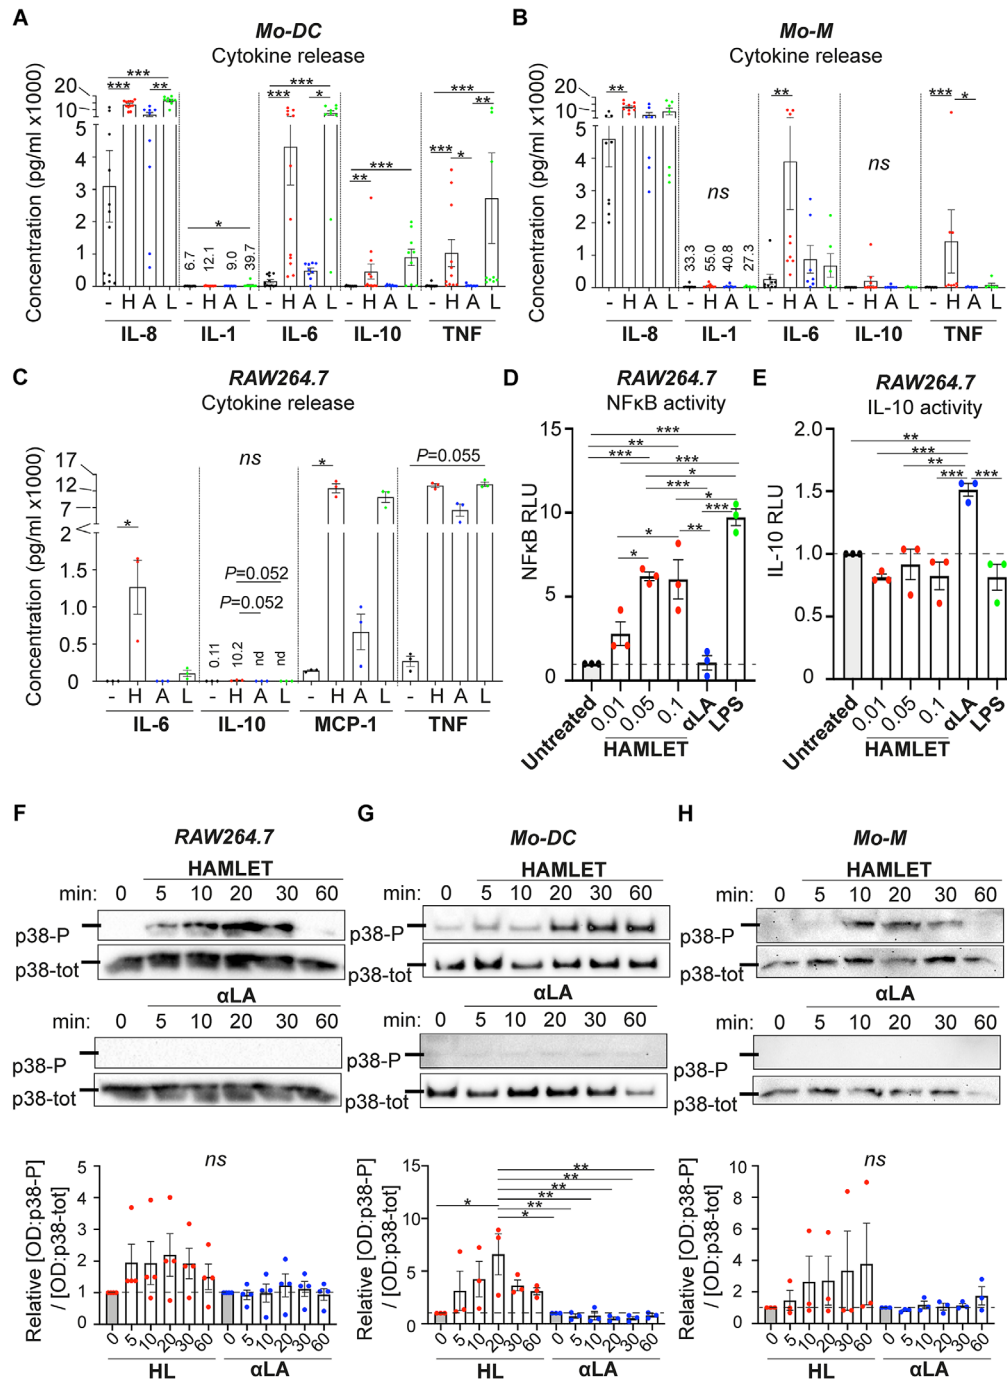 A
Mo-DC
Cytokine release
Concentration (pg/ml x1000)
20
10
5
4
3
2
1
0
*** *** **
*
6.7 12.1 9.0 39.7
*** *** *
*** **
*** ** *** *
- H A L - H A L - H A L - H A L - H A L
IL-8 IL-1 IL-6 IL-10 TNF
B
Mo-M
Cytokine release
Concentration (pg/ml x1000)
20
10
5
4
3
2
1
0
**
ns
33.3 55.0 40.8 27.3
**
ns
*** *
- H A L - H A L - H A L - H A L - H A L
IL-8 IL-1 IL-6 IL-10 TNF
C
RAW264.7
Cytokine release
Concentration (pg/ml x1000)
17
12
7
2
1.5
1
0.5
0
*
ns
P=0.052
P=0.052
0.11 10.2 nd nd
*
P=0.055
- H A L - H A L - H A L - H A L
IL-6 IL-10 MCP-1 TNF
D
RAW264.7
NFκB activity
NFκB RLU
15
10
5
0
***
**
***
***
*
***
*
***
* **
*
Untreated 0.01 0.05 0.1 αLA LPS
HAMLET
E
RAW264.7
IL-10 activity
IL-10 RLU
2.0
1.5
1.0
0.5
0
**
***
**
*** ***
Untreated 0.01 0.05 0.1 αLA LPS
HAMLET
F
RAW264.7
HAMLET
min: 0 5 10 20 30 60
p38-P
p38-tot
αLA
min: 0 5 10 20 30 60
p38-P
p38-tot
ns
Relative [OD:p38-P]
/ [OD:p38-tot]
5
4
3
2
1
0
0 5 10 20 30 60 0 5 10 20 30 60
HL αLA
G
Mo-DC
HAMLET
min: 0 5 10 20 30 60
p38-P
p38-tot
αLA
min: 0 5 10 20 30 60
p38-P
p38-tot
Relative [OD:p38-P]
/ [OD:p38-tot]
15
10
5
1
0
**
**
**
**
* **
*
0 5 10 20 30 60 0 5 10 20 30 60
HL αLA
H
Mo-M
HAMLET
min: 0 5 10 20 30 60
p38-P
p38-tot
αLA
min: 0 5 10 20 30 60
p38-P
p38-tot
ns
Relative [OD:p38-P]
/ [OD:p38-tot]
10
8
6
4
2
1
0
0 5 10 20 30 60 0 5 10 20 30 60
HL αLA